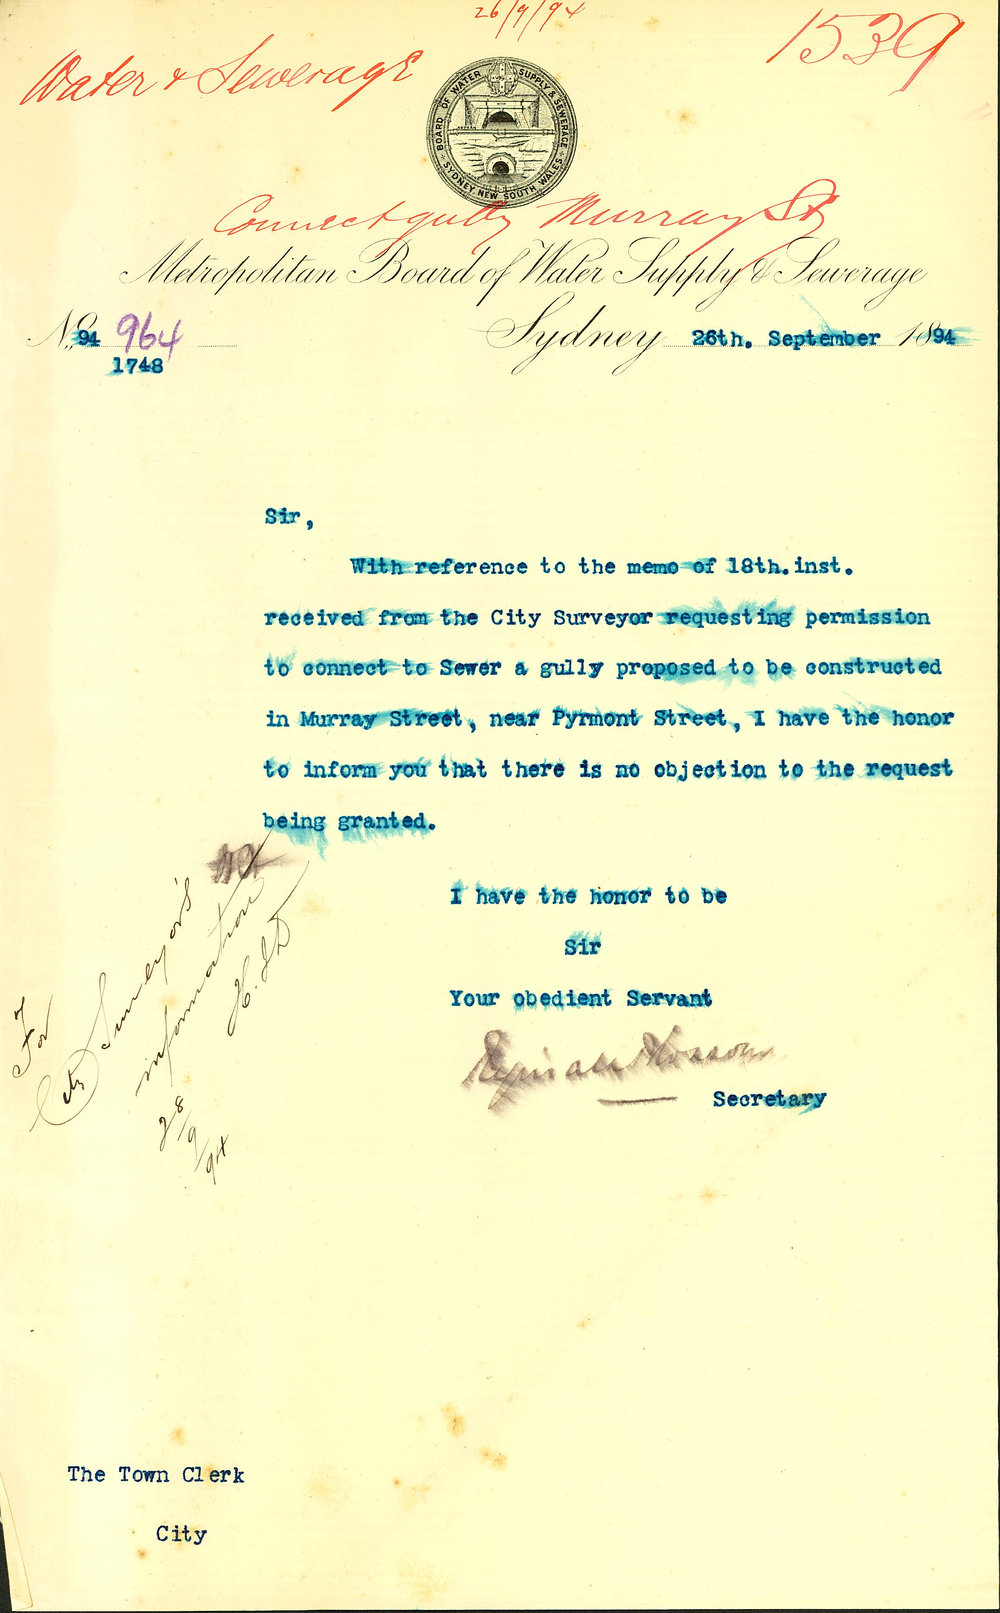 26/9/94
1539
Water & Sewerage
BOARD OF WATER SUPPLY & SEWERAGE
SYDNEY, NEW SOUTH WALES
Connect gully Murray St
Metropolitan Board of Water Supply & Sewerage
No. 94 964
1748
Sydney 26th. September 1894
Sir,
With reference to the memo of 18th.inst.
received from the City Surveyor requesting permission
to connect to Sewer a gully proposed to be constructed
in Murray Street, near Pyrmont Street, I have the honor
to inform you that there is no objection to the request
being granted.
I have the honor to be
Sir
Your obedient Servant
Secretary
For
City Surveyor's
information
28/9/94
The Town Clerk
City